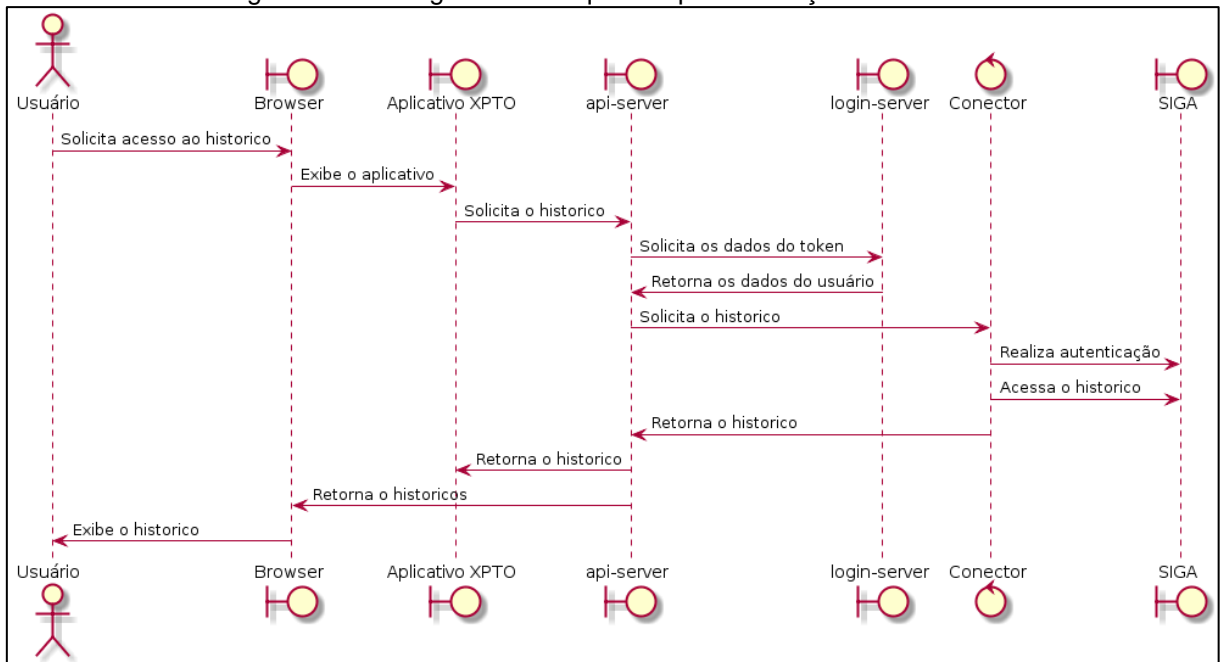 Usuário
Browser
Aplicativo XPTO
api-server
login-server
Conector
SIGA
Solicita acesso ao historico
Exibe o aplicativo
Solicita o historico
Solicita os dados do token
Retorna os dados do usuário
Solicita o historico
Realiza autenticação
Acessa o historico
Retorna o historico
Retorna o historico
Retorna o historicos
Exibe o historico
Usuário
Browser
Aplicativo XPTO
api-server
login-server
Conector
SIGA